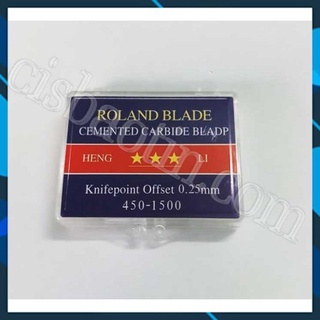 ROLAND BLADE
CEMENTED CARBIDE BLADP
HENG ★★★ LI
Knifepoint Offset 0.25mm
450-1500